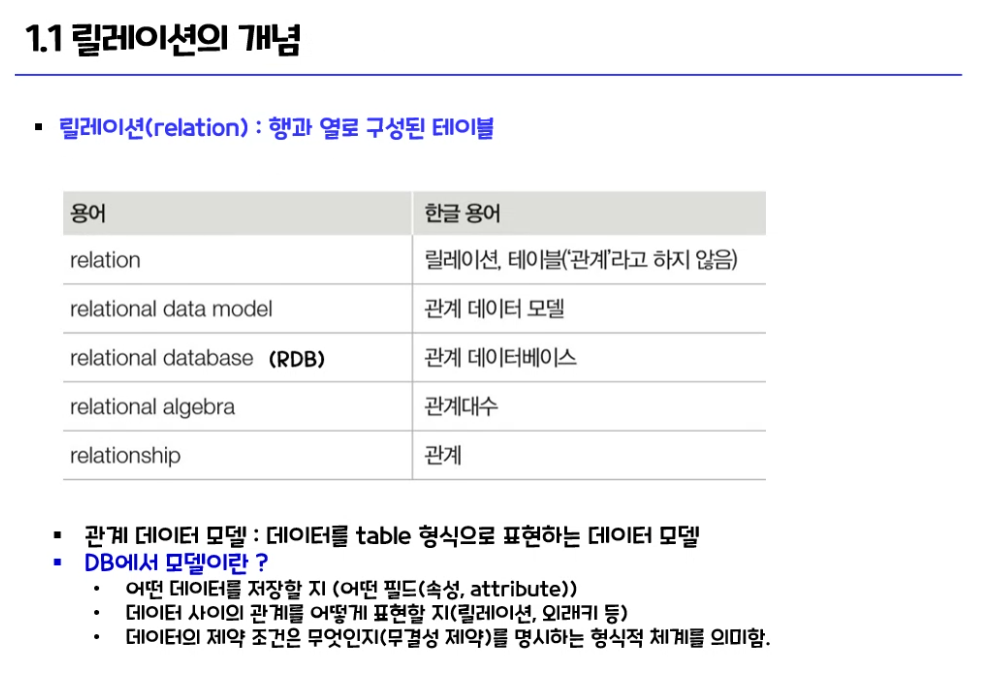 1.1 릴레이션의 개념
▪ 릴레이션(relation) : 행과 열로 구성된 테이블
용어 한글 용어
relation 릴레이션, 테이블('관계'라고 하지 않음)
relational data model 관계 데이터 모델
relational database (RDB) 관계 데이터베이스
relational algebra 관계대수
relationship 관계
▪ 관계 데이터 모델 : 데이터를 table 형식으로 표현하는 데이터 모델
▪ DB에서 모델이란 ?
• 어떤 데이터를 저장할 지 (어떤 필드(속성, attribute))
• 데이터 사이의 관계를 어떻게 표현할 지(릴레이션, 외래키 등)
• 데이터의 제약 조건은 무엇인지(무결성 제약)를 명시하는 형식적 체계를 의미함.